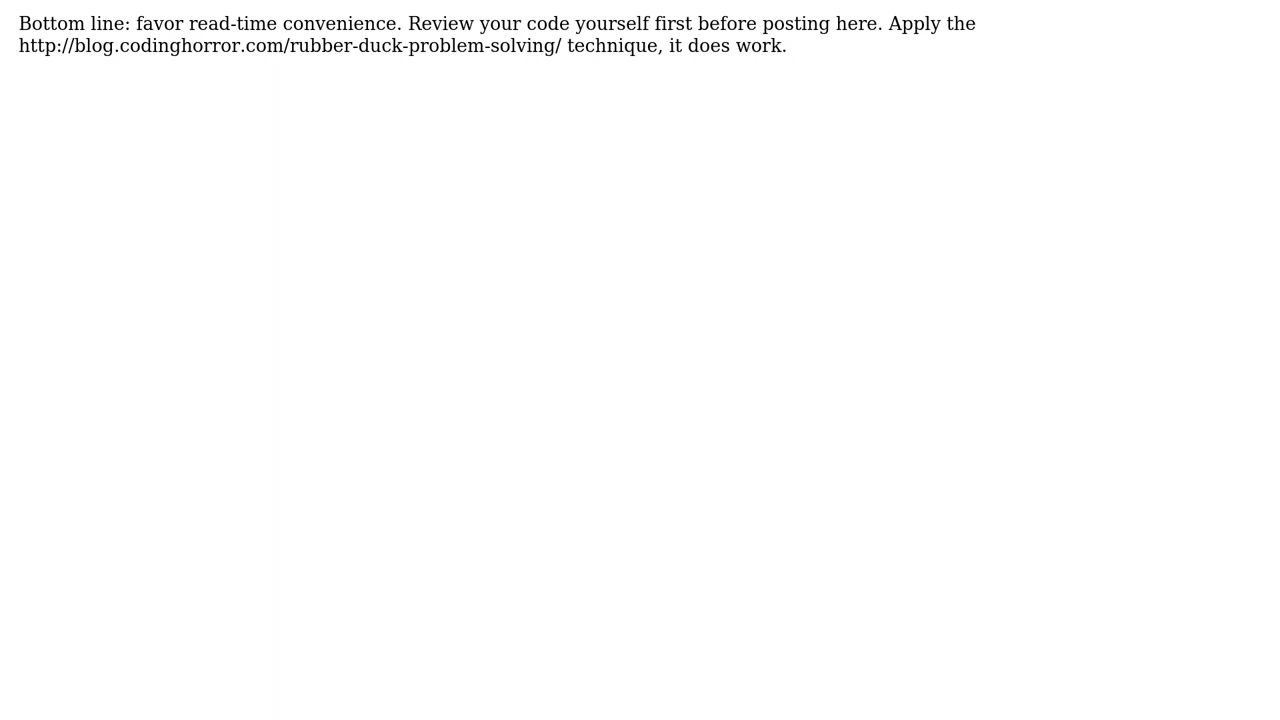 Bottom line: favor read-time convenience. Review your code yourself first before posting here. Apply the
http://blog.codinghorror.com/rubber-duck-problem-solving/ technique, it does work.